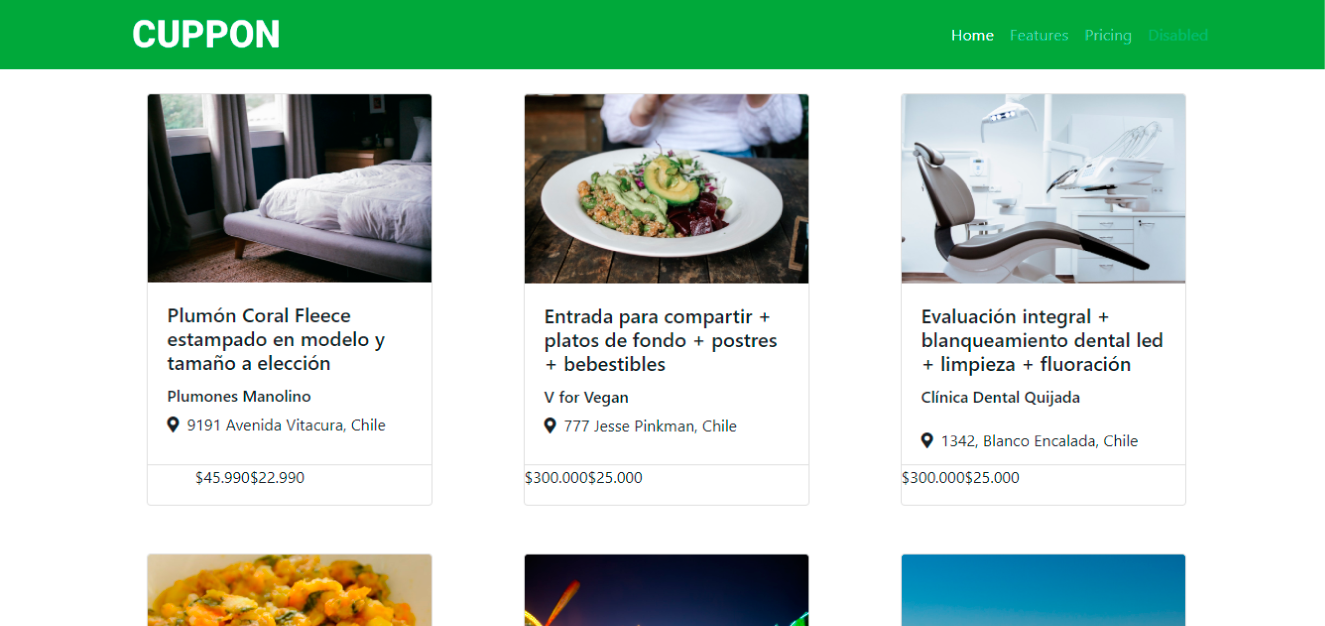 CUPPON
Home Features Pricing Disabled
Plumón Coral Fleece
estampado en modelo y
tamaño a elección
Plumones Manolino
9191 Avenida Vitacura, Chile
$45.990$22.990
Entrada para compartir +
platos de fondo + postres
+ bebestibles
V for Vegan
777 Jesse Pinkman, Chile
$300.000$25.000
Evaluación integral +
blanqueamiento dental led
+ limpieza + fluoración
Clínica Dental Quijada
1342, Blanco Encalada, Chile
$300.000$25.000